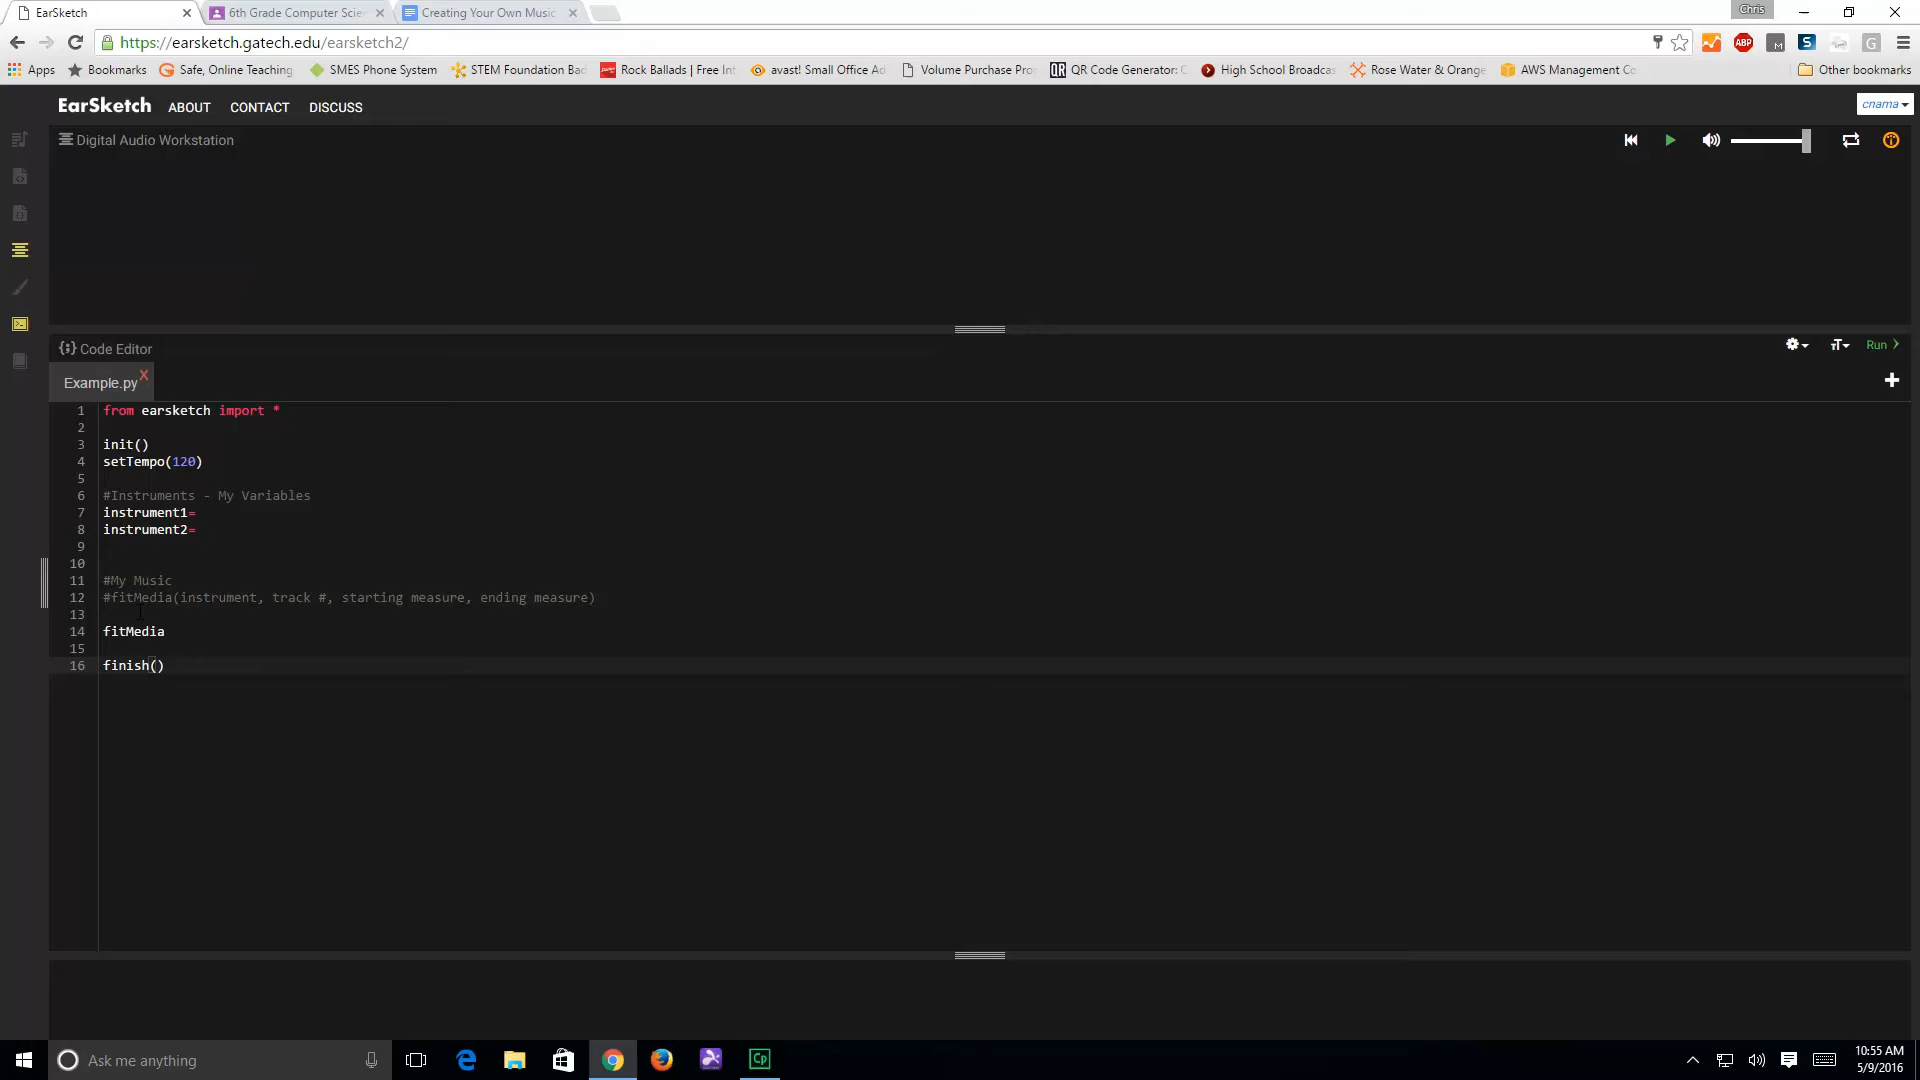 EarSketch
6th Grade Computer Scien
Creating Your Own Music
Chris
https://earsketch.gatech.edu/earsketch2/
Apps
Bookmarks
Safe, Online Teaching
SMES Phone System
STEM Foundation Bad
Rock Ballads | Free Int
avast! Small Office Ad
Volume Purchase Pro
QR Code Generator: C
High School Broadcas
Rose Water & Orange
AWS Management Co
Other bookmarks
EarSketch ABOUT CONTACT DISCUSS
cnama
Digital Audio Workstation
Code Editor
Run
Example.py
1 from earsketch import *
2
3 init()
4 setTempo(120)
5
6 #Instruments - My Variables
7 instrument1=
8 instrument2=
9
10
11 #My Music
12 #fitMedia(instrument, track #, starting measure, ending measure)
13
14 fitMedia
15
16 finish()
Ask me anything
10:55 AM
5/9/2016